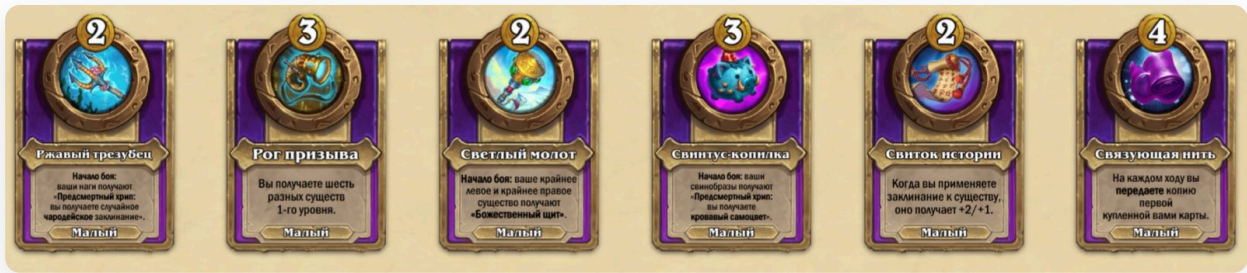 2
Ржавый трезубец
Начало боя:
ваши наги получают
«Предсмертный хрип:
вы получаете случайное
чародейское заклинание».
Малый
3
Рог призыва
Вы получаете шесть
разных существ
1-го уровня.
Малый
2
Светлый молот
Начало боя: ваше крайнее
левое и крайнее правое
существо получают
«Божественный щит».
Малый
3
Свинтус-копилка
Начало боя: ваши
свинобразы получают
«Предсмертный хрип:
вы получаете
кровавый самоцвет».
Малый
2
Свиток истории
Когда вы применяете
заклинание к существу,
оно получает +2/+1.
Малый
4
Связующая нить
На каждом ходу вы
передаете копию
первой
купленной вами карты.
Малый